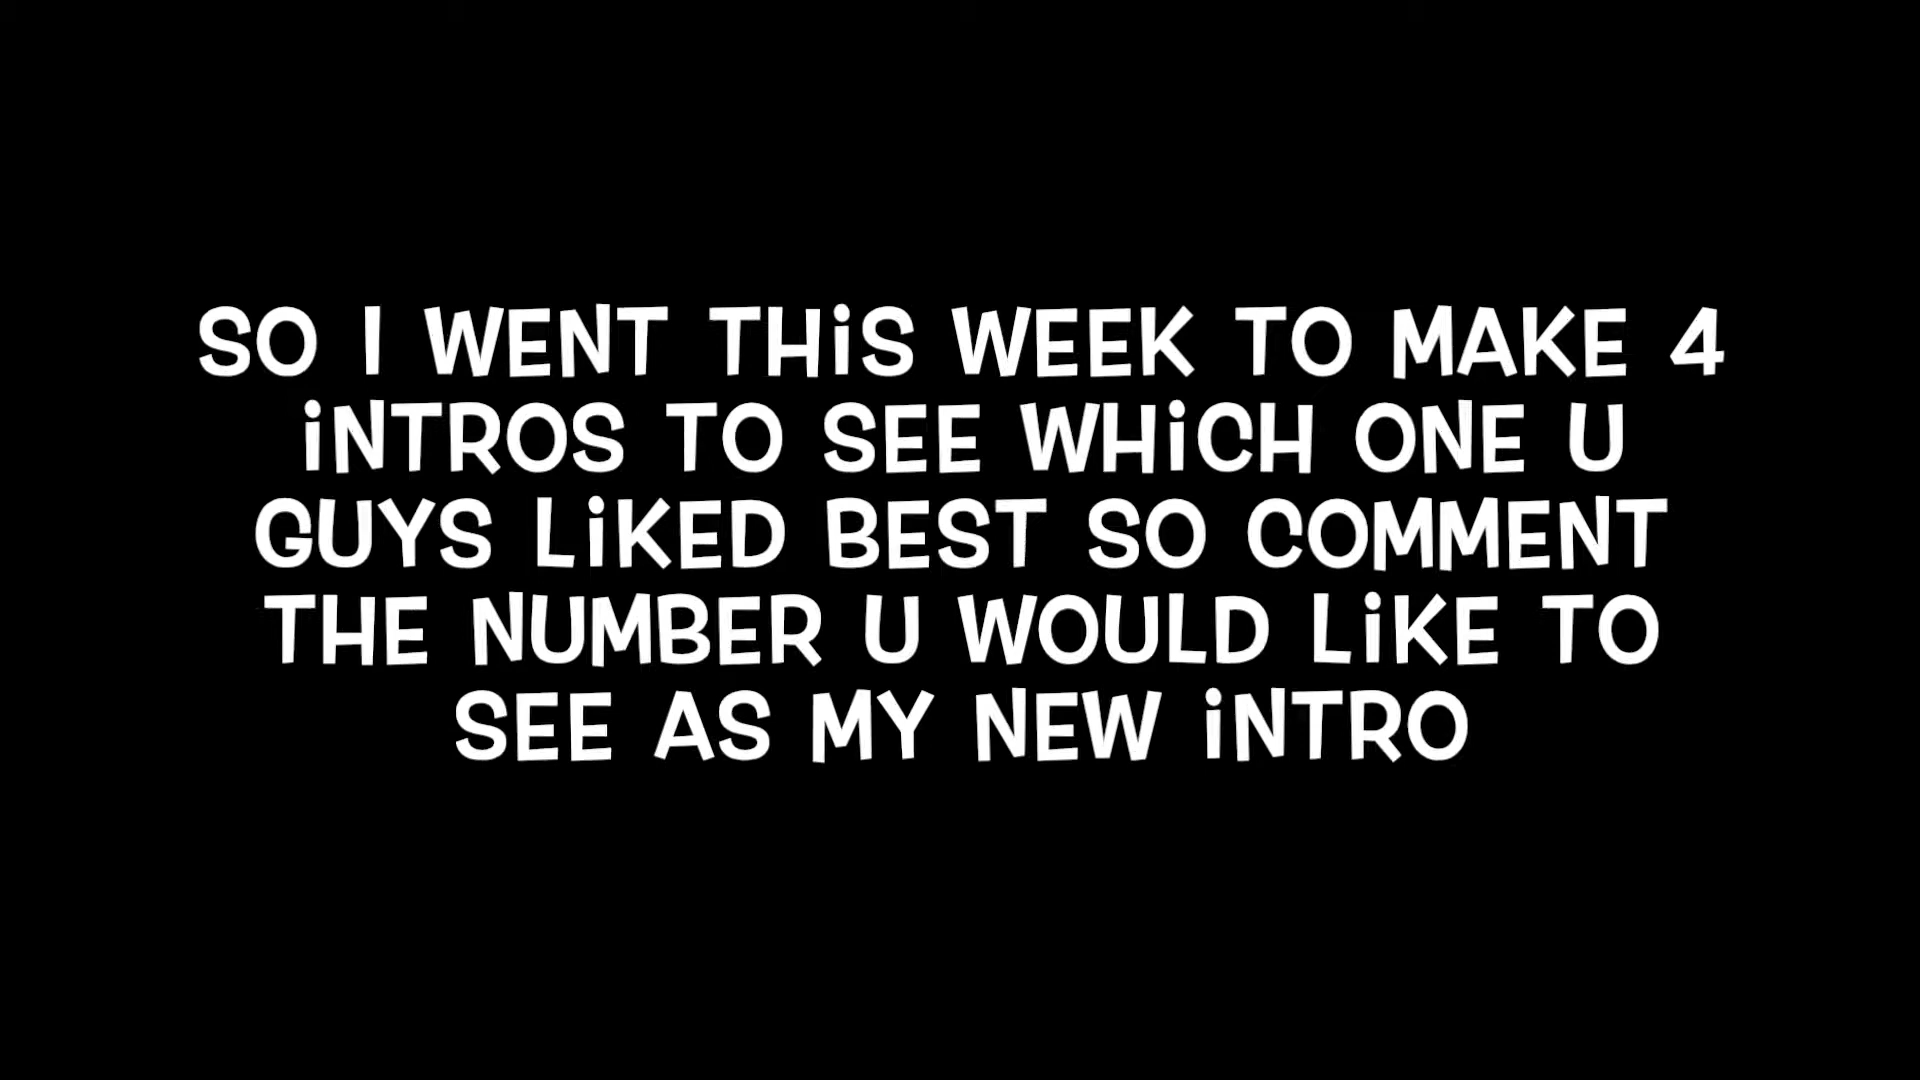 SO I WENT THiS WEEK TO MAKE 4
iNTROS TO SEE WHiCH ONE U
GUYS LiKED BEST SO COMMENT
THE NUMBER U WOULD LiKE TO
SEE AS MY NEW iNTRO